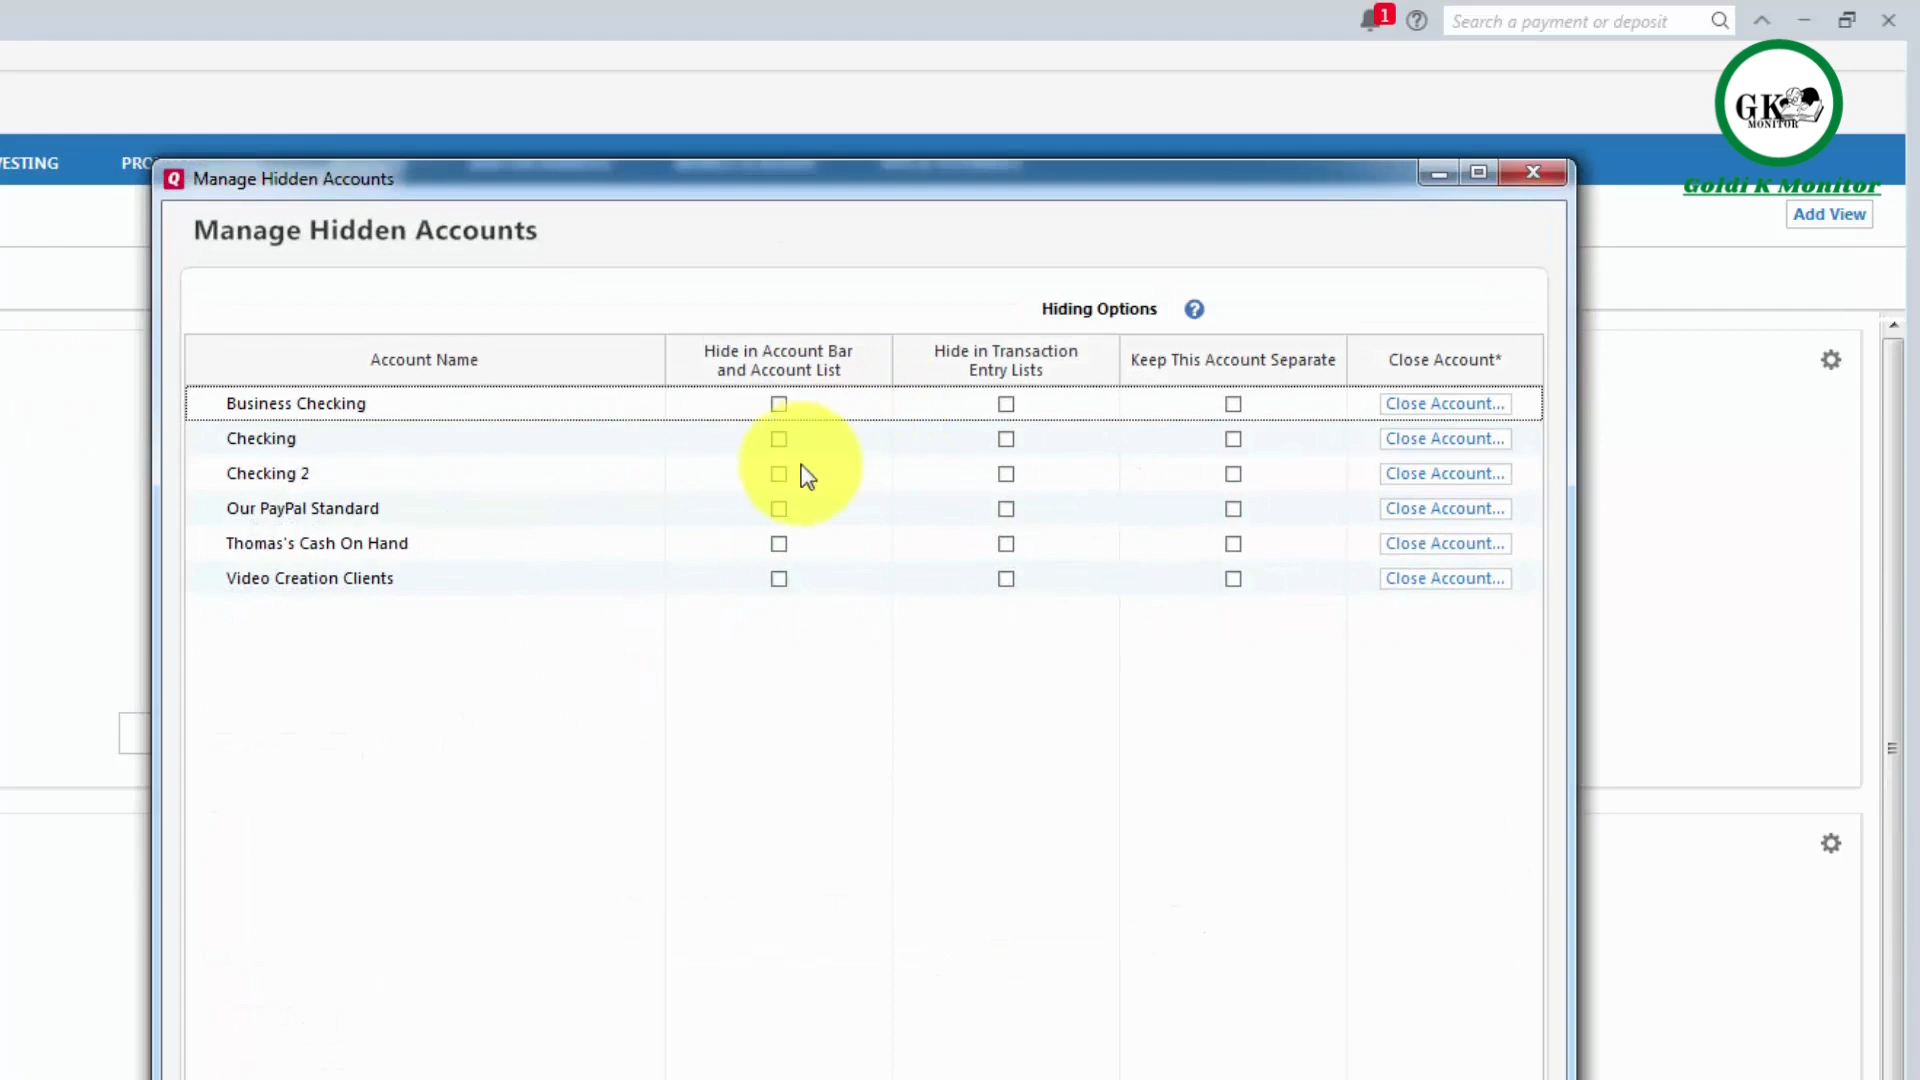 1
Search a payment or deposit
GK
MONITOR
Goldi K Monitor
ESTING
PRO
Add View
Manage Hidden Accounts
Manage Hidden Accounts
Hiding Options
Account Name
Hide in Account Bar
and Account List
Hide in Transaction
Entry Lists
Keep This Account Separate
Close Account*
Business Checking
Close Account...
Checking
Close Account...
Checking 2
Close Account...
Our PayPal Standard
Close Account...
Thomas's Cash On Hand
Close Account...
Video Creation Clients
Close Account...